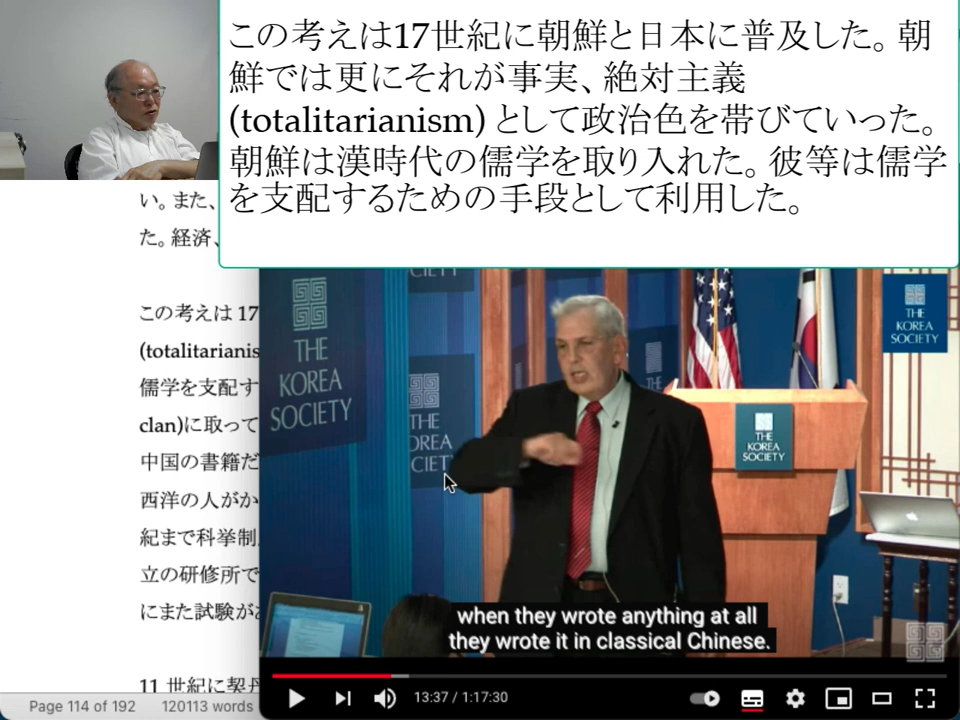 この考えは17世紀に朝鮮と日本に普及した。朝
鮮では更にそれが事実、絶対主義
(totalitarianism) として政治色を帯びていった。
朝鮮は漢時代の儒学を取り入れた。彼等は儒学
を支配するための手段として利用した。
い。また、
た。経済、
この考えは 17
(totalitarianis
儒学を支配す
clan)に取って
中国の書籍だ
西洋の人がか
紀まで科挙制
立の研修所で
にまた試験が
11 世紀に契丹
Page 114 of 192
120113 words
CIETY
THE
KOREA
SOCIETY
THE
KOREA
SOCIETY
THE
KOREA
SOCIETY
THE
KOREA
SOCIETY
when they wrote anything at all
they wrote it in classical Chinese.
13:37 / 1:17:30